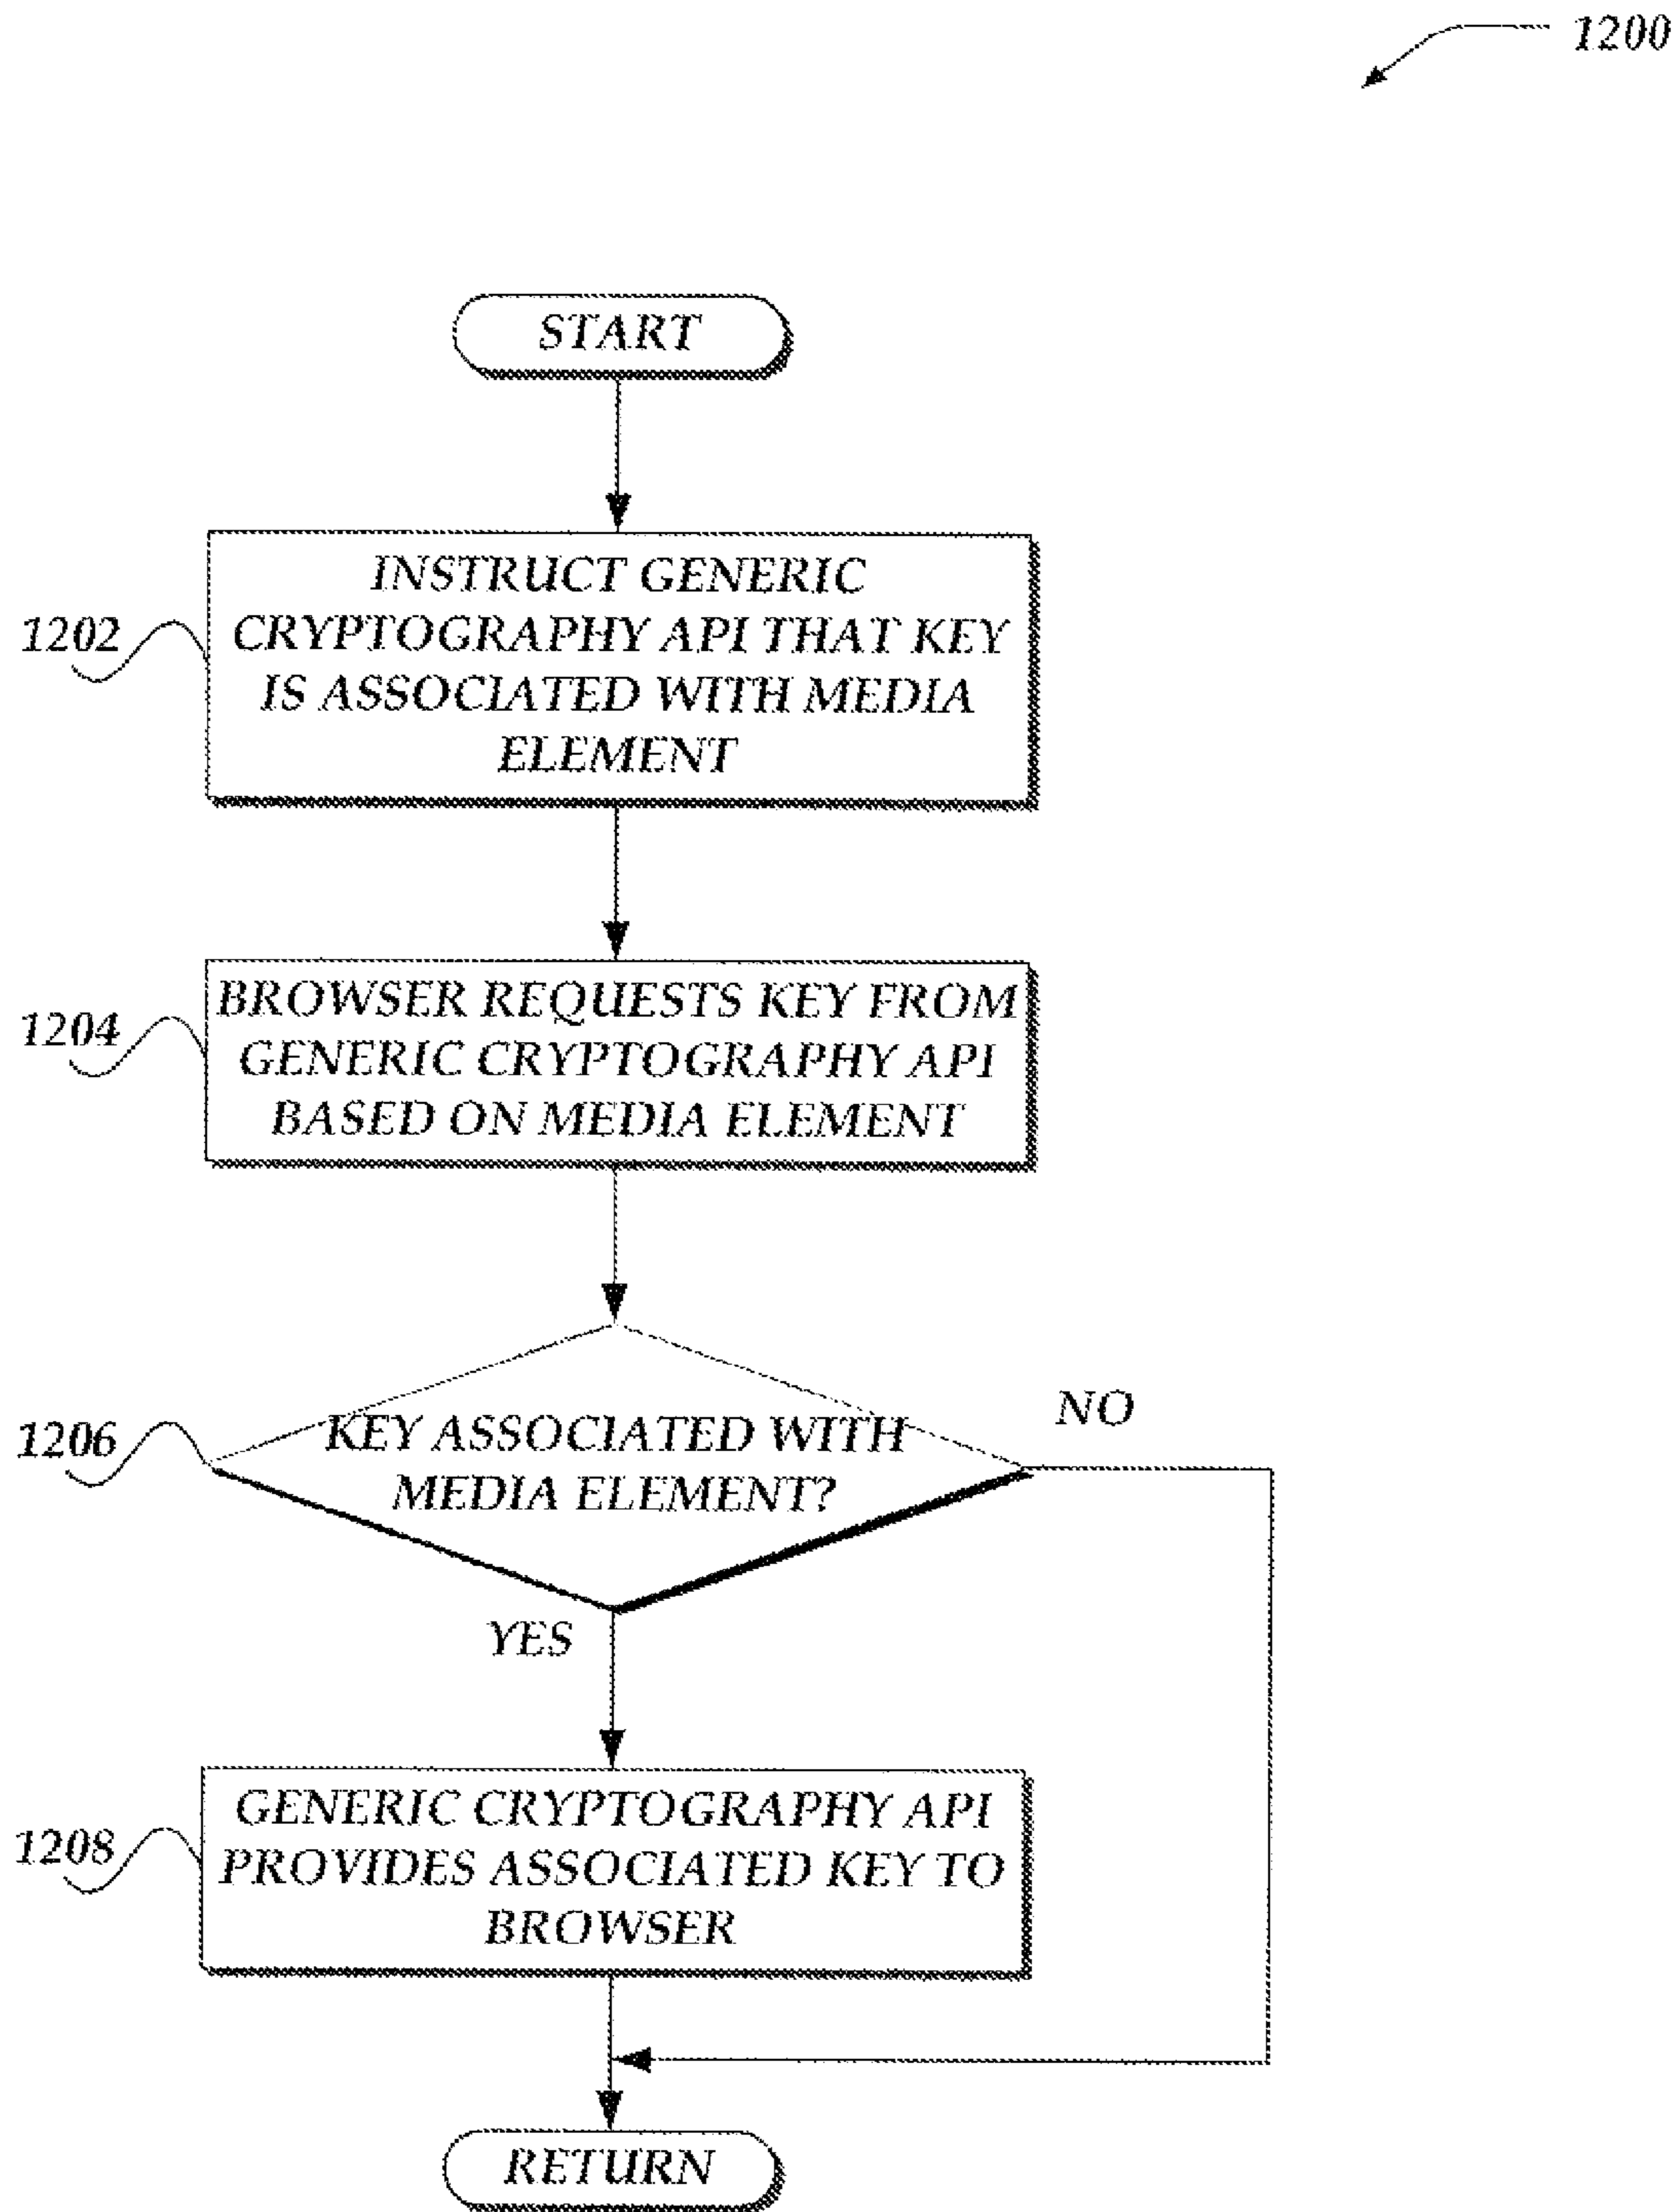 1200
START
INSTRUCT GENERIC
CRYPTOGRAPHY API THAT KEY
IS ASSOCIATED WITH MEDIA
ELEMENT
1202
BROWSER REQUESTS KEY FROM
GENERIC CRYPTOGRAPHY API
BASED ON MEDIA ELEMENT
1204
KEY ASSOCIATED WITH
MEDIA ELEMENT?
1206
NO
YES
GENERIC CRYPTOGRAPHY API
PROVIDES ASSOCIATED KEY TO
BROWSER
1208
RETURN